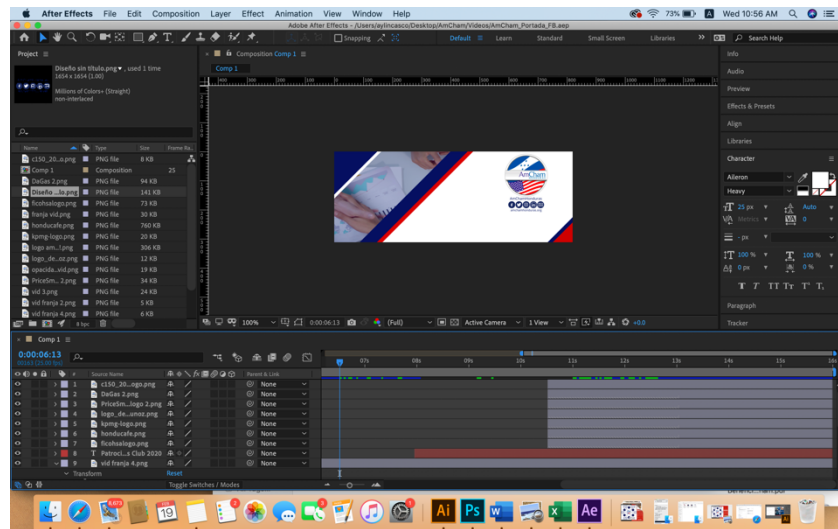 After Effects File Edit Composition Layer Effect Animation View Window Help 73% Wed 10:56 AM
Adobe After Effects - /Users/aylincasco/Desktop/AmCham/Videos/AmCham_Portada_FB.aep
Snapping Default Learn Standard Small Screen Libraries Search Help
Project
Composition Comp 1
Info
Diseño sin título.png, used 1 time
1654 x 1654 (1.00)
Comp 1
Audio
Millions of Colors+ (Straight)
non-interlaced
Preview
Effects & Presets
Align
Libraries
Name Type Size Frame Ra..
Character
c150_20...o.png PNG file 8 KB
Comp 1 Composition 25
Aileron
DaGas 2.png PNG file 94 KB
Heavy
Diseño ...lo.png PNG file 141 KB
AmCham
ficohsalogo.png PNG file 73 KB
25 px Auto
franja vid.png PNG file 30 KB
Metrics 0
honducafe.png PNG file 760 KB
kpmg-logo.png PNG file 20 KB
- px
logo am...!.png PNG file 306 KB
logo_de...oz.png PNG file 12 KB
100 % 100 %
opacida...vid.png PNG file 19 KB
0 px 0 %
PriceSm... 2.png PNG file 34 KB
vid 3.png PNG file 24 KB
T T TT Tr T' T,
vid franja 2.png PNG file 5 KB
vid franja 4.png PNG file 6 KB
Paragraph
8 bpc 100% 0:00:06:13 (Full) Active Camera 1 View +0.0
Tracker
Comp 1
0:00:06:13
07s 08s 09s 10s 11s 12s 13s 14s 15s 16s
# Source Name Parent & Link
1 c150_20...ogo.png None
2 DaGas 2.png None
3 PriceSm...logo 2.png None
4 logo_de...unoz.png None
5 kpmg-logo.png None
6 honducafe.png None
7 ficohsalogo.png None
8 T Patroci...s Club 2020 None
9 vid franja 4.png None
Transform Reset
Toggle Switches / Modes
19
Ai Ps W X Ae